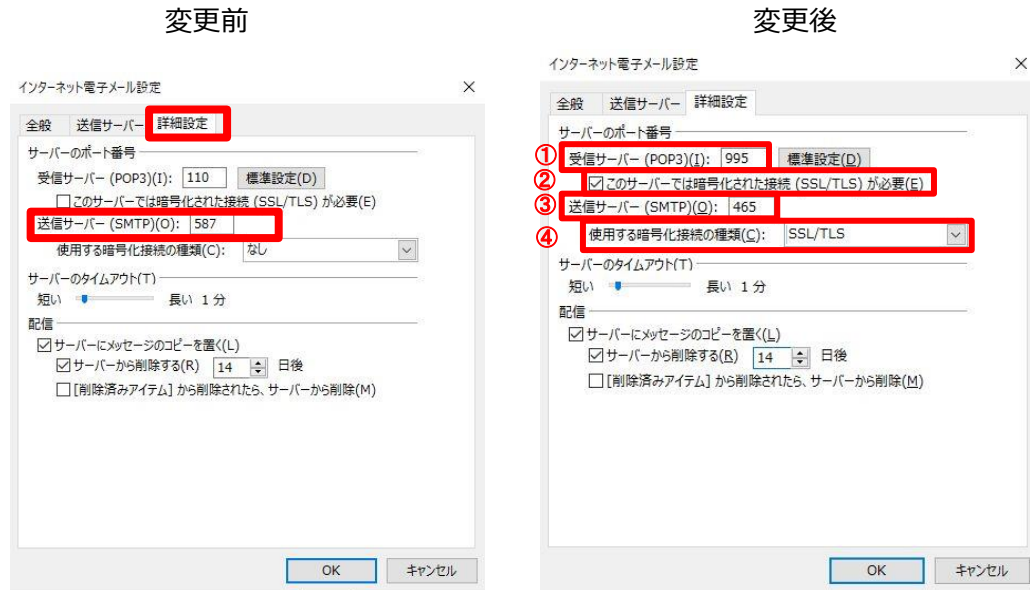 変更前
インターネット電子メール設定 ×
全般 送信サーバー 詳細設定
サーバーのポート番号
受信サーバー (POP3)(I): 110 標準設定(D)
このサーバーでは暗号化された接続 (SSL/TLS) が必要(E)
送信サーバー (SMTP)(O): 587
使用する暗号化接続の種類(C): なし
サーバーのタイムアウト(T)
短い 長い 1 分
配信
サーバーにメッセージのコピーを置く(L)
サーバーから削除する(R) 14 日後
[削除済みアイテム] から削除されたら、サーバーから削除(M)
OK キャンセル
変更後
インターネット電子メール設定 ×
全般 送信サーバー 詳細設定
サーバーのポート番号
① 受信サーバー (POP3)(I): 995 標準設定(D)
② このサーバーでは暗号化された接続 (SSL/TLS) が必要(E)
③ 送信サーバー (SMTP)(O): 465
④ 使用する暗号化接続の種類(C): SSL/TLS
サーバーのタイムアウト(T)
短い 長い 1 分
配信
サーバーにメッセージのコピーを置く(L)
サーバーから削除する(R) 14 日後
[削除済みアイテム] から削除されたら、サーバーから削除(M)
OK キャンセル